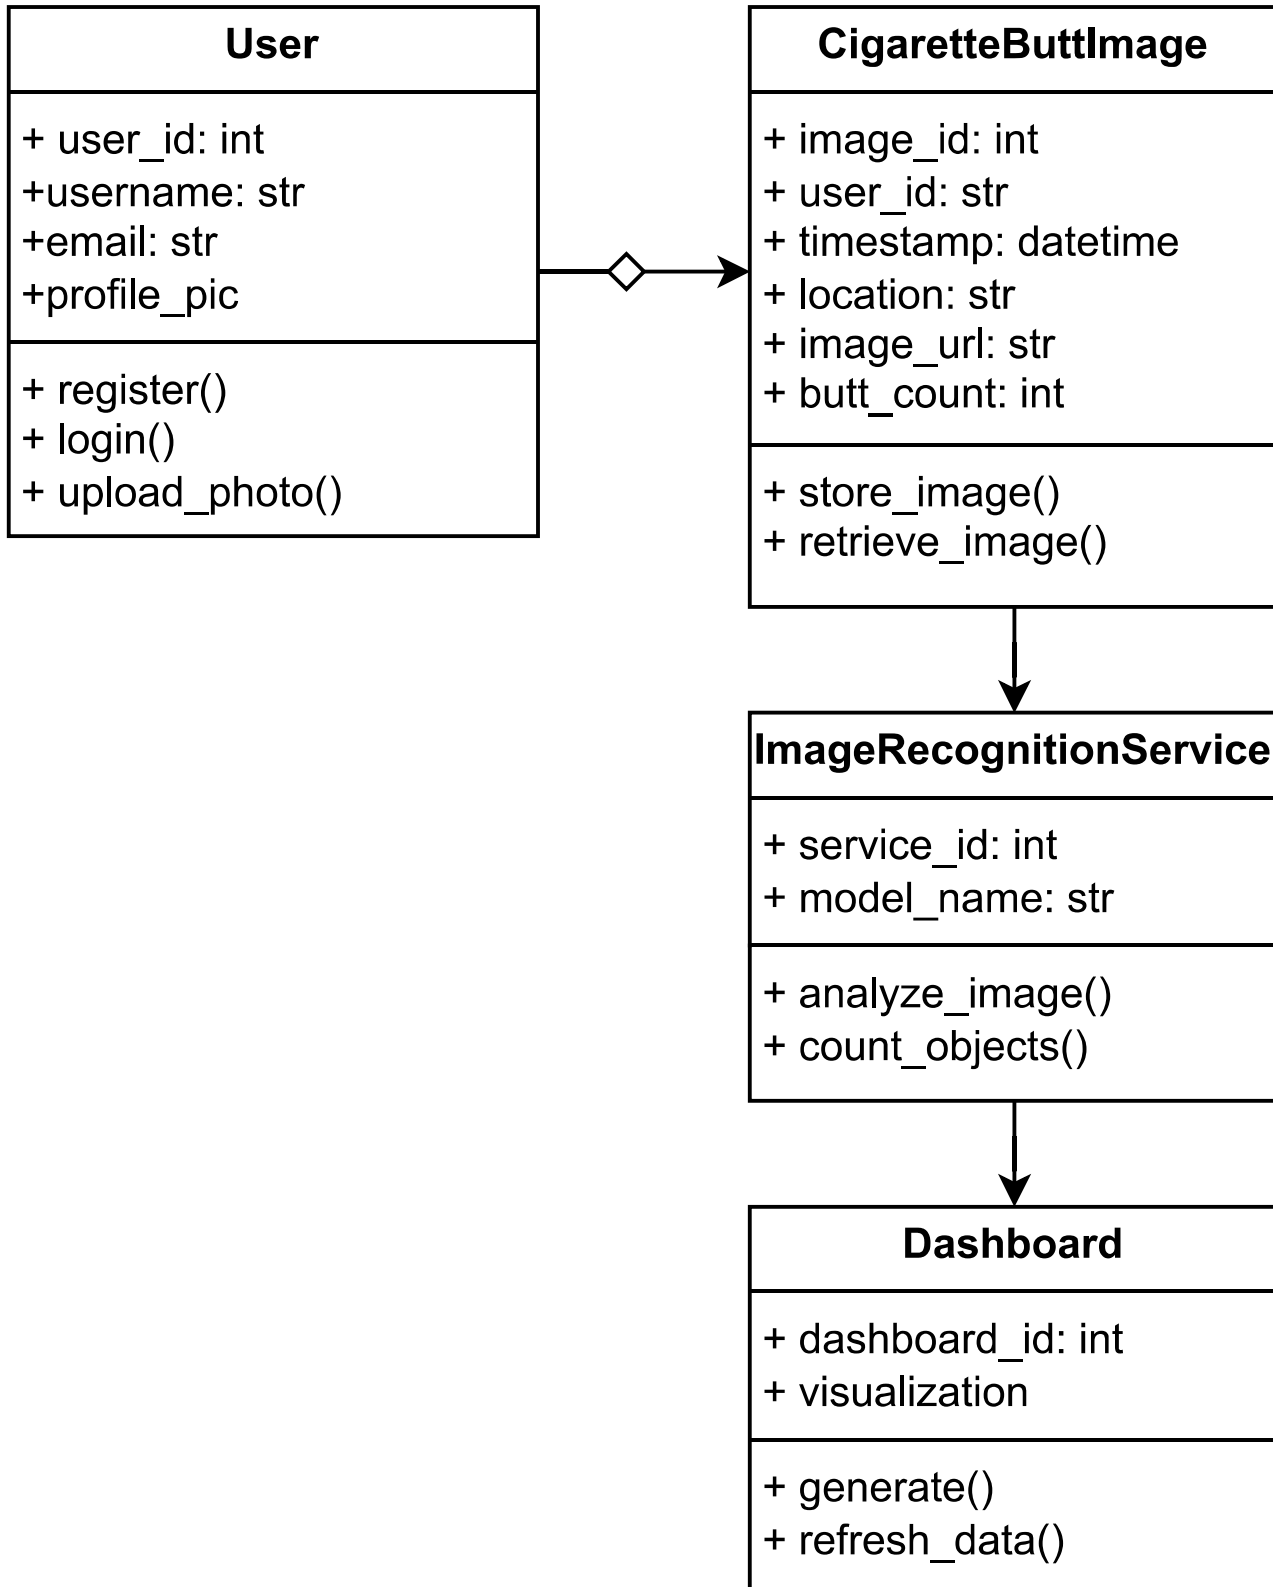 User
+ user_id: int
+username: str
+email: str
+profile_pic
+ register()
+ login()
+ upload_photo()
CigaretteButtImage
+ image_id: int
+ user_id: str
+ timestamp: datetime
+ location: str
+ image_url: str
+ butt_count: int
+ store_image()
+ retrieve_image()
ImageRecognitionService
+ service_id: int
+ model_name: str
+ analyze_image()
+ count_objects()
Dashboard
+ dashboard_id: int
+ visualization
+ generate()
+ refresh_data()